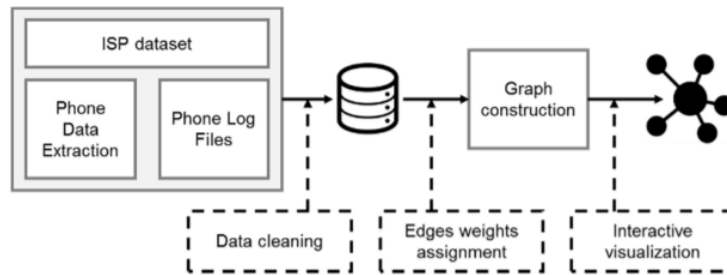 ISP dataset
Phone
Data
Extraction
Phone Log
Files
Graph
construction
Data cleaning
Edges weights
assignment
Interactive
visualization